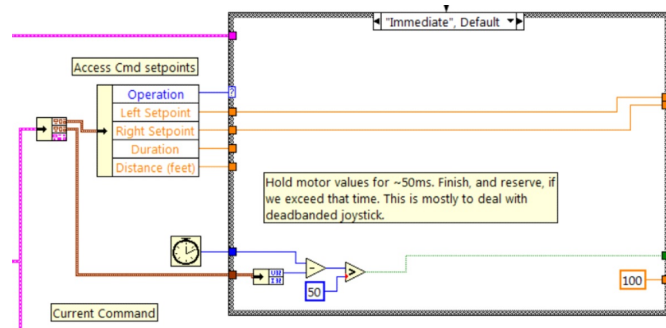 "Immediate", Default
Access Cmd setpoints
Operation
?
Left Setpoint
Right Setpoint
Duration
Distance (feet)
Hold motor values for ~50ms. Finish, and reserve, if
we exceed that time. This is mostly to deal with
deadbanded joystick.
-
>
50
100
Current Command